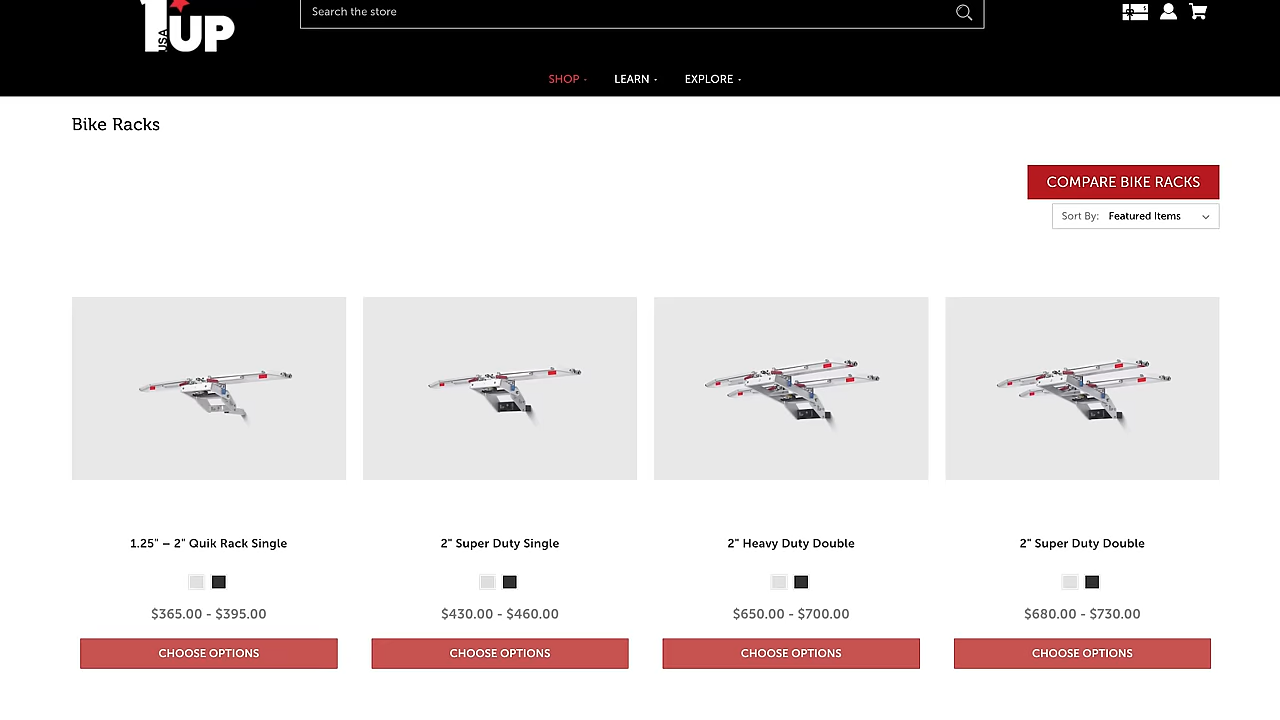 1UP
USA
Search the store
SHOP
LEARN
EXPLORE
Bike Racks
COMPARE BIKE RACKS
Sort By: Featured Items
1.25" – 2" Quik Rack Single
2" Super Duty Single
2" Heavy Duty Double
2" Super Duty Double
$365.00 - $395.00
$430.00 - $460.00
$650.00 - $700.00
$680.00 - $730.00
CHOOSE OPTIONS
CHOOSE OPTIONS
CHOOSE OPTIONS
CHOOSE OPTIONS